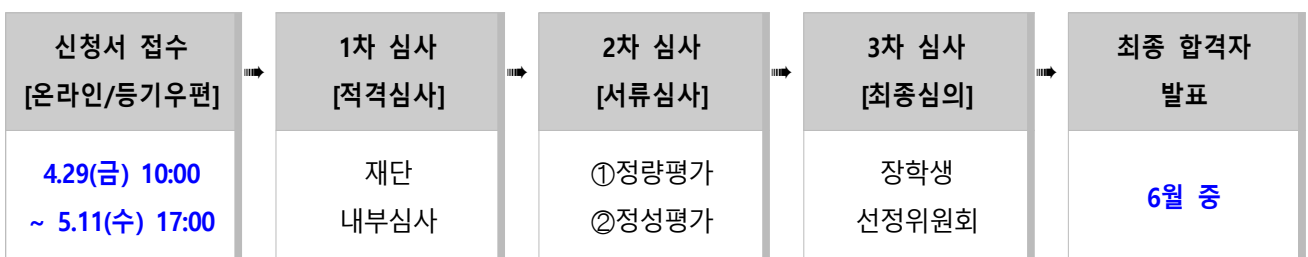 신청서 접수
[온라인/등기우편]
4.29(금) 10:00
~ 5.11(수) 17:00
➠
1차 심사
[적격심사]
재단
내부심사
➠
2차 심사
[서류심사]
①정량평가
②정성평가
➠
3차 심사
[최종심의]
장학생
선정위원회
➠
최종 합격자
발표
6월 중